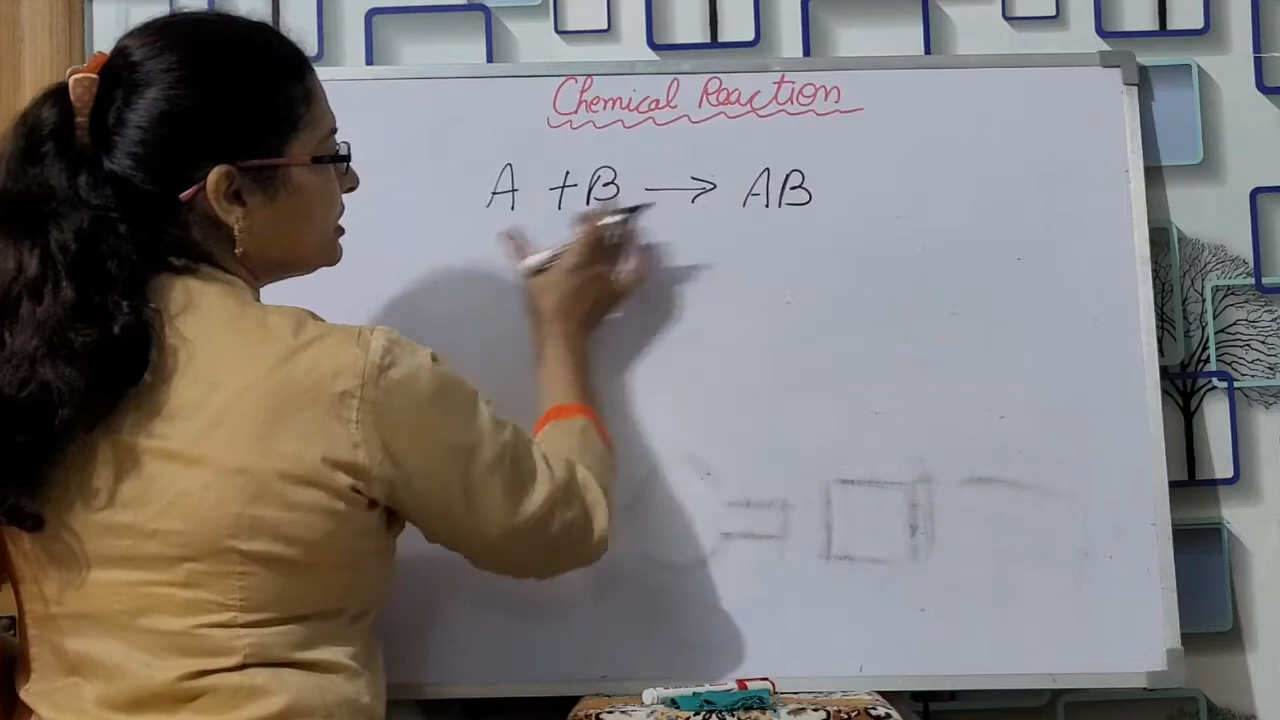 Chemical Reaction
A + B → AB